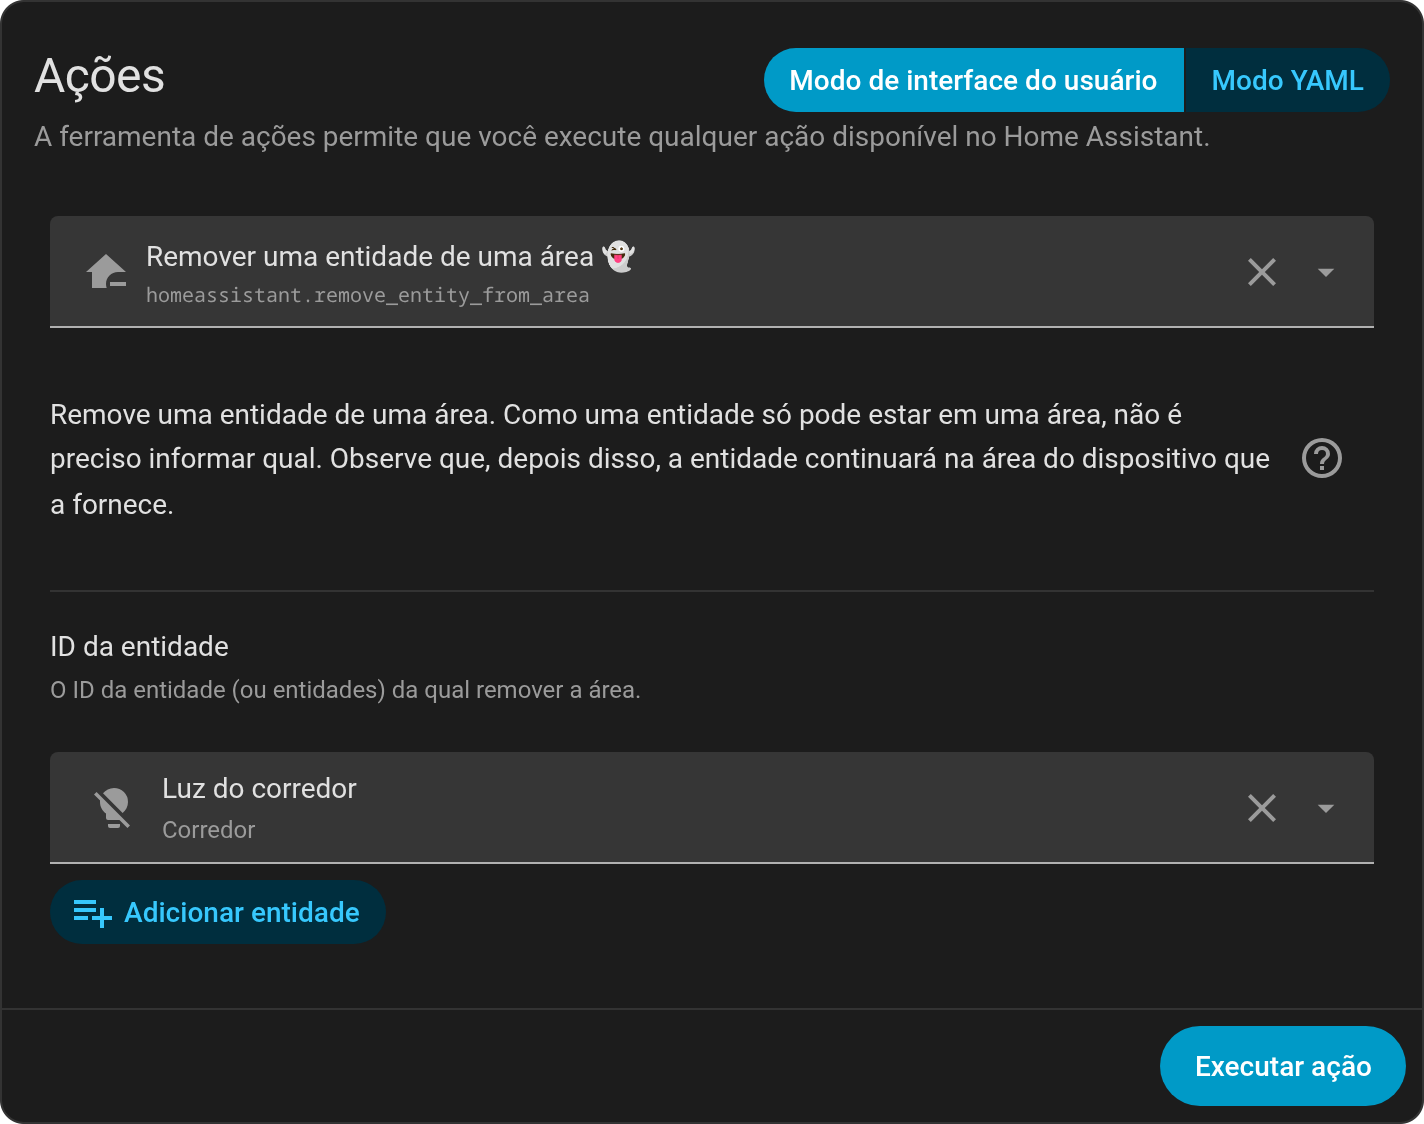 Ações
Modo de interface do usuário
Modo YAML
A ferramenta de ações permite que você execute qualquer ação disponível no Home Assistant.
Remover uma entidade de uma área 👻
homeassistant.remove_entity_from_area
Remove uma entidade de uma área. Como uma entidade só pode estar em uma área, não é
preciso informar qual. Observe que, depois disso, a entidade continuará na área do dispositivo que
a fornece.
ID da entidade
O ID da entidade (ou entidades) da qual remover a área.
Luz do corredor
Corredor
Adicionar entidade
Executar ação